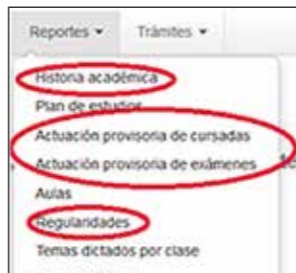 Reportes ▾ Trámites ▾
Historia académica
Plan de estudios
Actuación provisoria de cursadas
Actuación provisoria de exámenes
Aulas
Regularidades
Temas dictados por clase